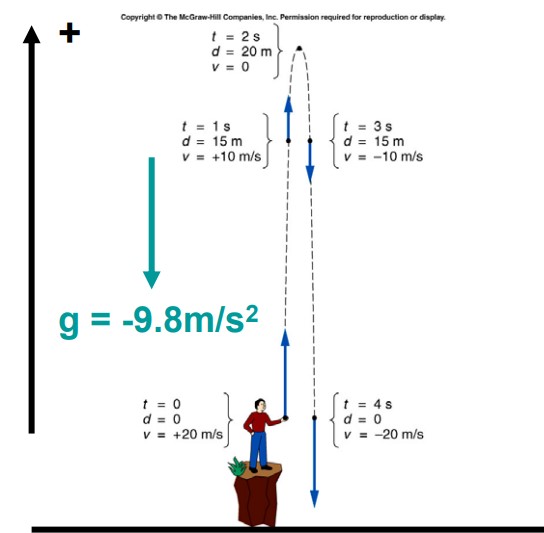 Copyright © The McGraw-Hill Companies, Inc. Permission required for reproduction or display.
+
t = 2 s
d = 20 m
v = 0
t = 1 s
d = 15 m
v = +10 m/s
t = 3 s
d = 15 m
v = −10 m/s
g = -9.8m/s²
t = 0
d = 0
v = +20 m/s
t = 4 s
d = 0
v = −20 m/s